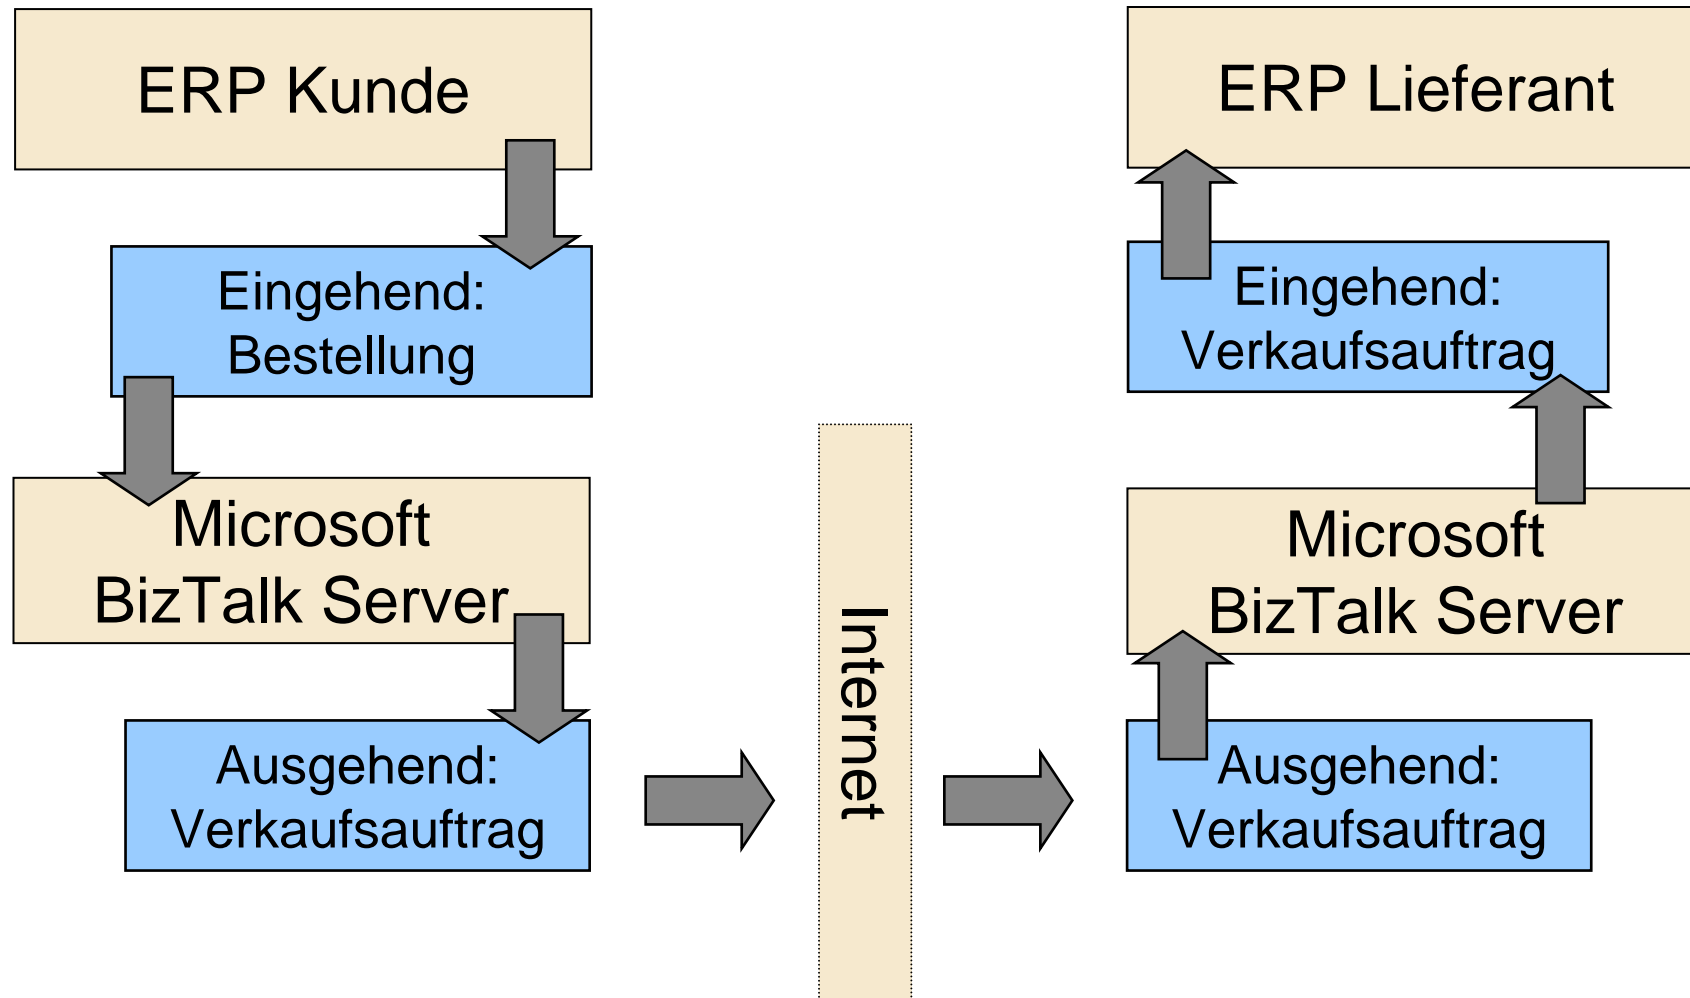 ERP Kunde
Eingehend:
Bestellung
Microsoft
BizTalk Server
Ausgehend:
Verkaufsauftrag
Internet
ERP Lieferant
Eingehend:
Verkaufsauftrag
Microsoft
BizTalk Server
Ausgehend:
Verkaufsauftrag